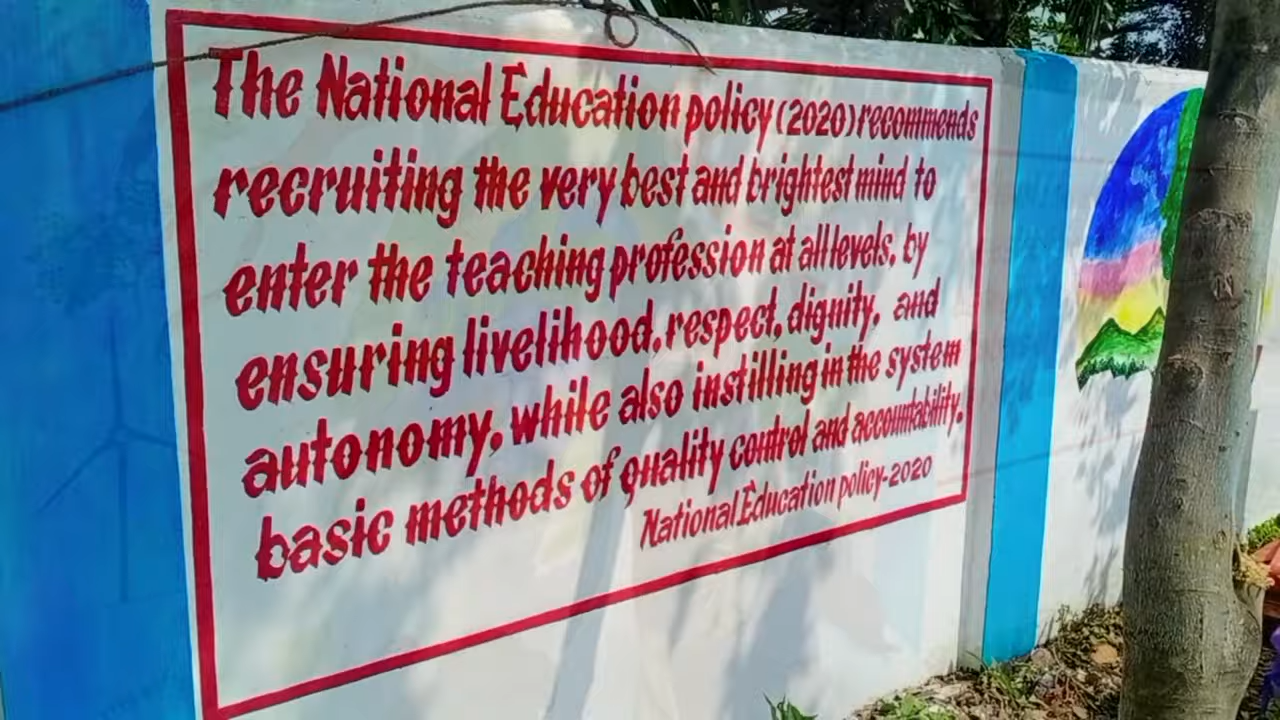 The National Education policy (2020) recommends
recruiting the very best and brightest mind to
enter the teaching profession at all levels, by
ensuring livelihood, respect, dignity, and
autonomy, while also instilling in the system
basic methods of quality control and accountability.
National Education policy-2020